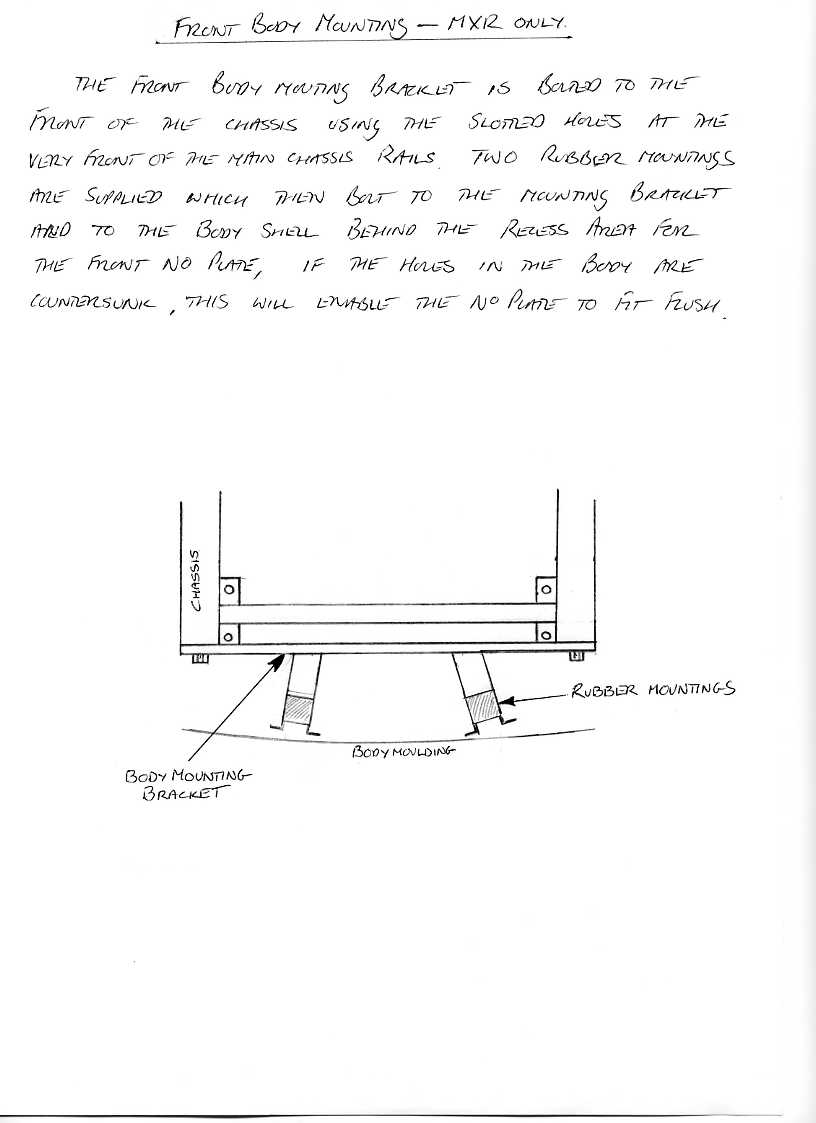 FRONT BODY MOUNTING — MXR ONLY.
THE FRONT BODY MOUNTING BRACKET IS BOLTED TO THE
FRONT OF THE CHASSIS USING THE SLOTTED HOLES AT THE
VERY FRONT OF THE MAIN CHASSIS RAILS. TWO RUBBER MOUNTINGS
ARE SUPPLIED WHICH THEN BOLT TO THE MOUNTING BRACKET
AND TO THE BODY SHELL BEHIND THE RECESS AREA FOR
THE FRONT NO PLATE, IF THE HOLES IN THE BODY ARE
COUNTERSUNK, THIS WILL ENABLE THE NO PLATE TO FIT FLUSH.
CHASSIS
RUBBER MOUNTINGS
BODY MOULDING
BODY MOUNTING
BRACKET